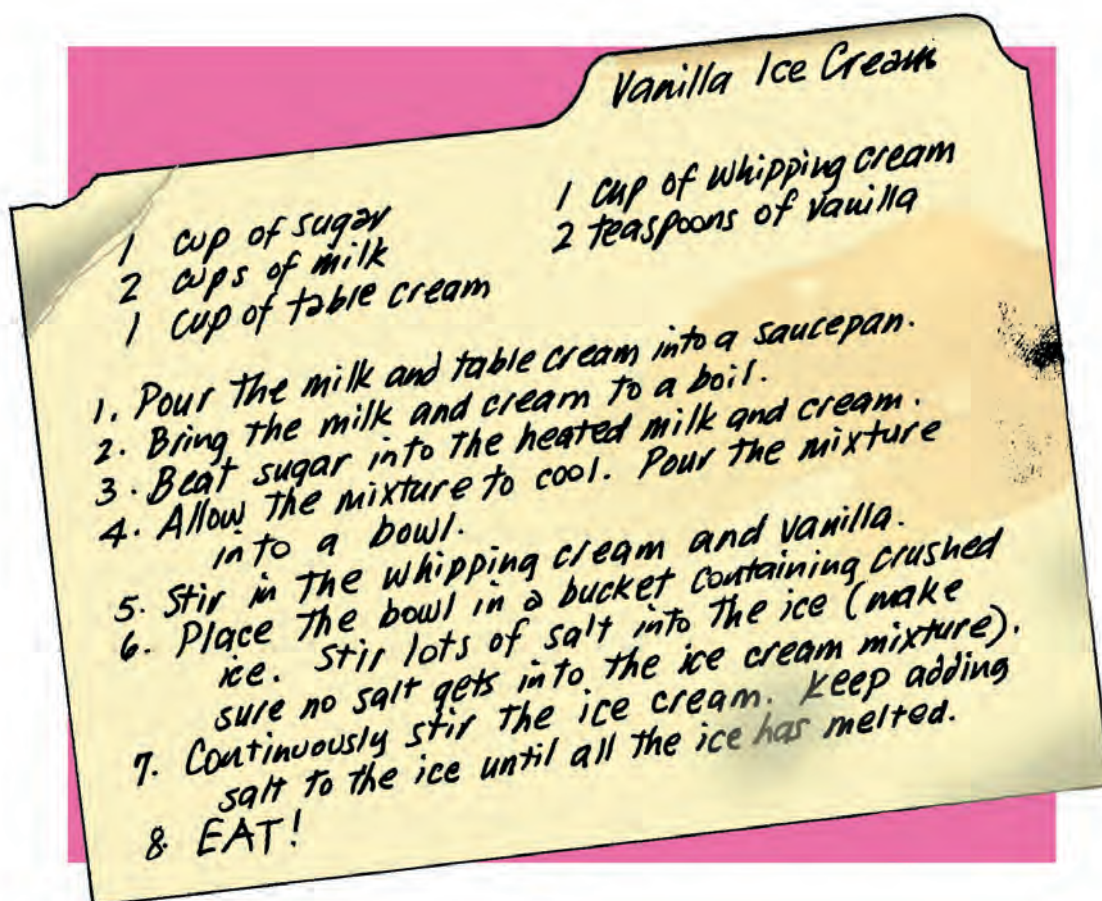 Vanilla Ice Cream
1 cup of sugar
2 cups of milk
1 cup of table cream
1 cup of whipping cream
2 teaspoons of vanilla
1. Pour the milk and table cream into a saucepan.
2. Bring the milk and cream to a boil.
3. Beat sugar into the heated milk and cream.
4. Allow the mixture to cool. Pour the mixture
into a bowl.
5. Stir in the whipping cream and vanilla.
6. Place the bowl in a bucket containing crushed
ice. Stir lots of salt into the ice (make
sure no salt gets into the ice cream mixture).
7. Continuously stir the ice cream. Keep adding
salt to the ice until all the ice has melted.
8. EAT!